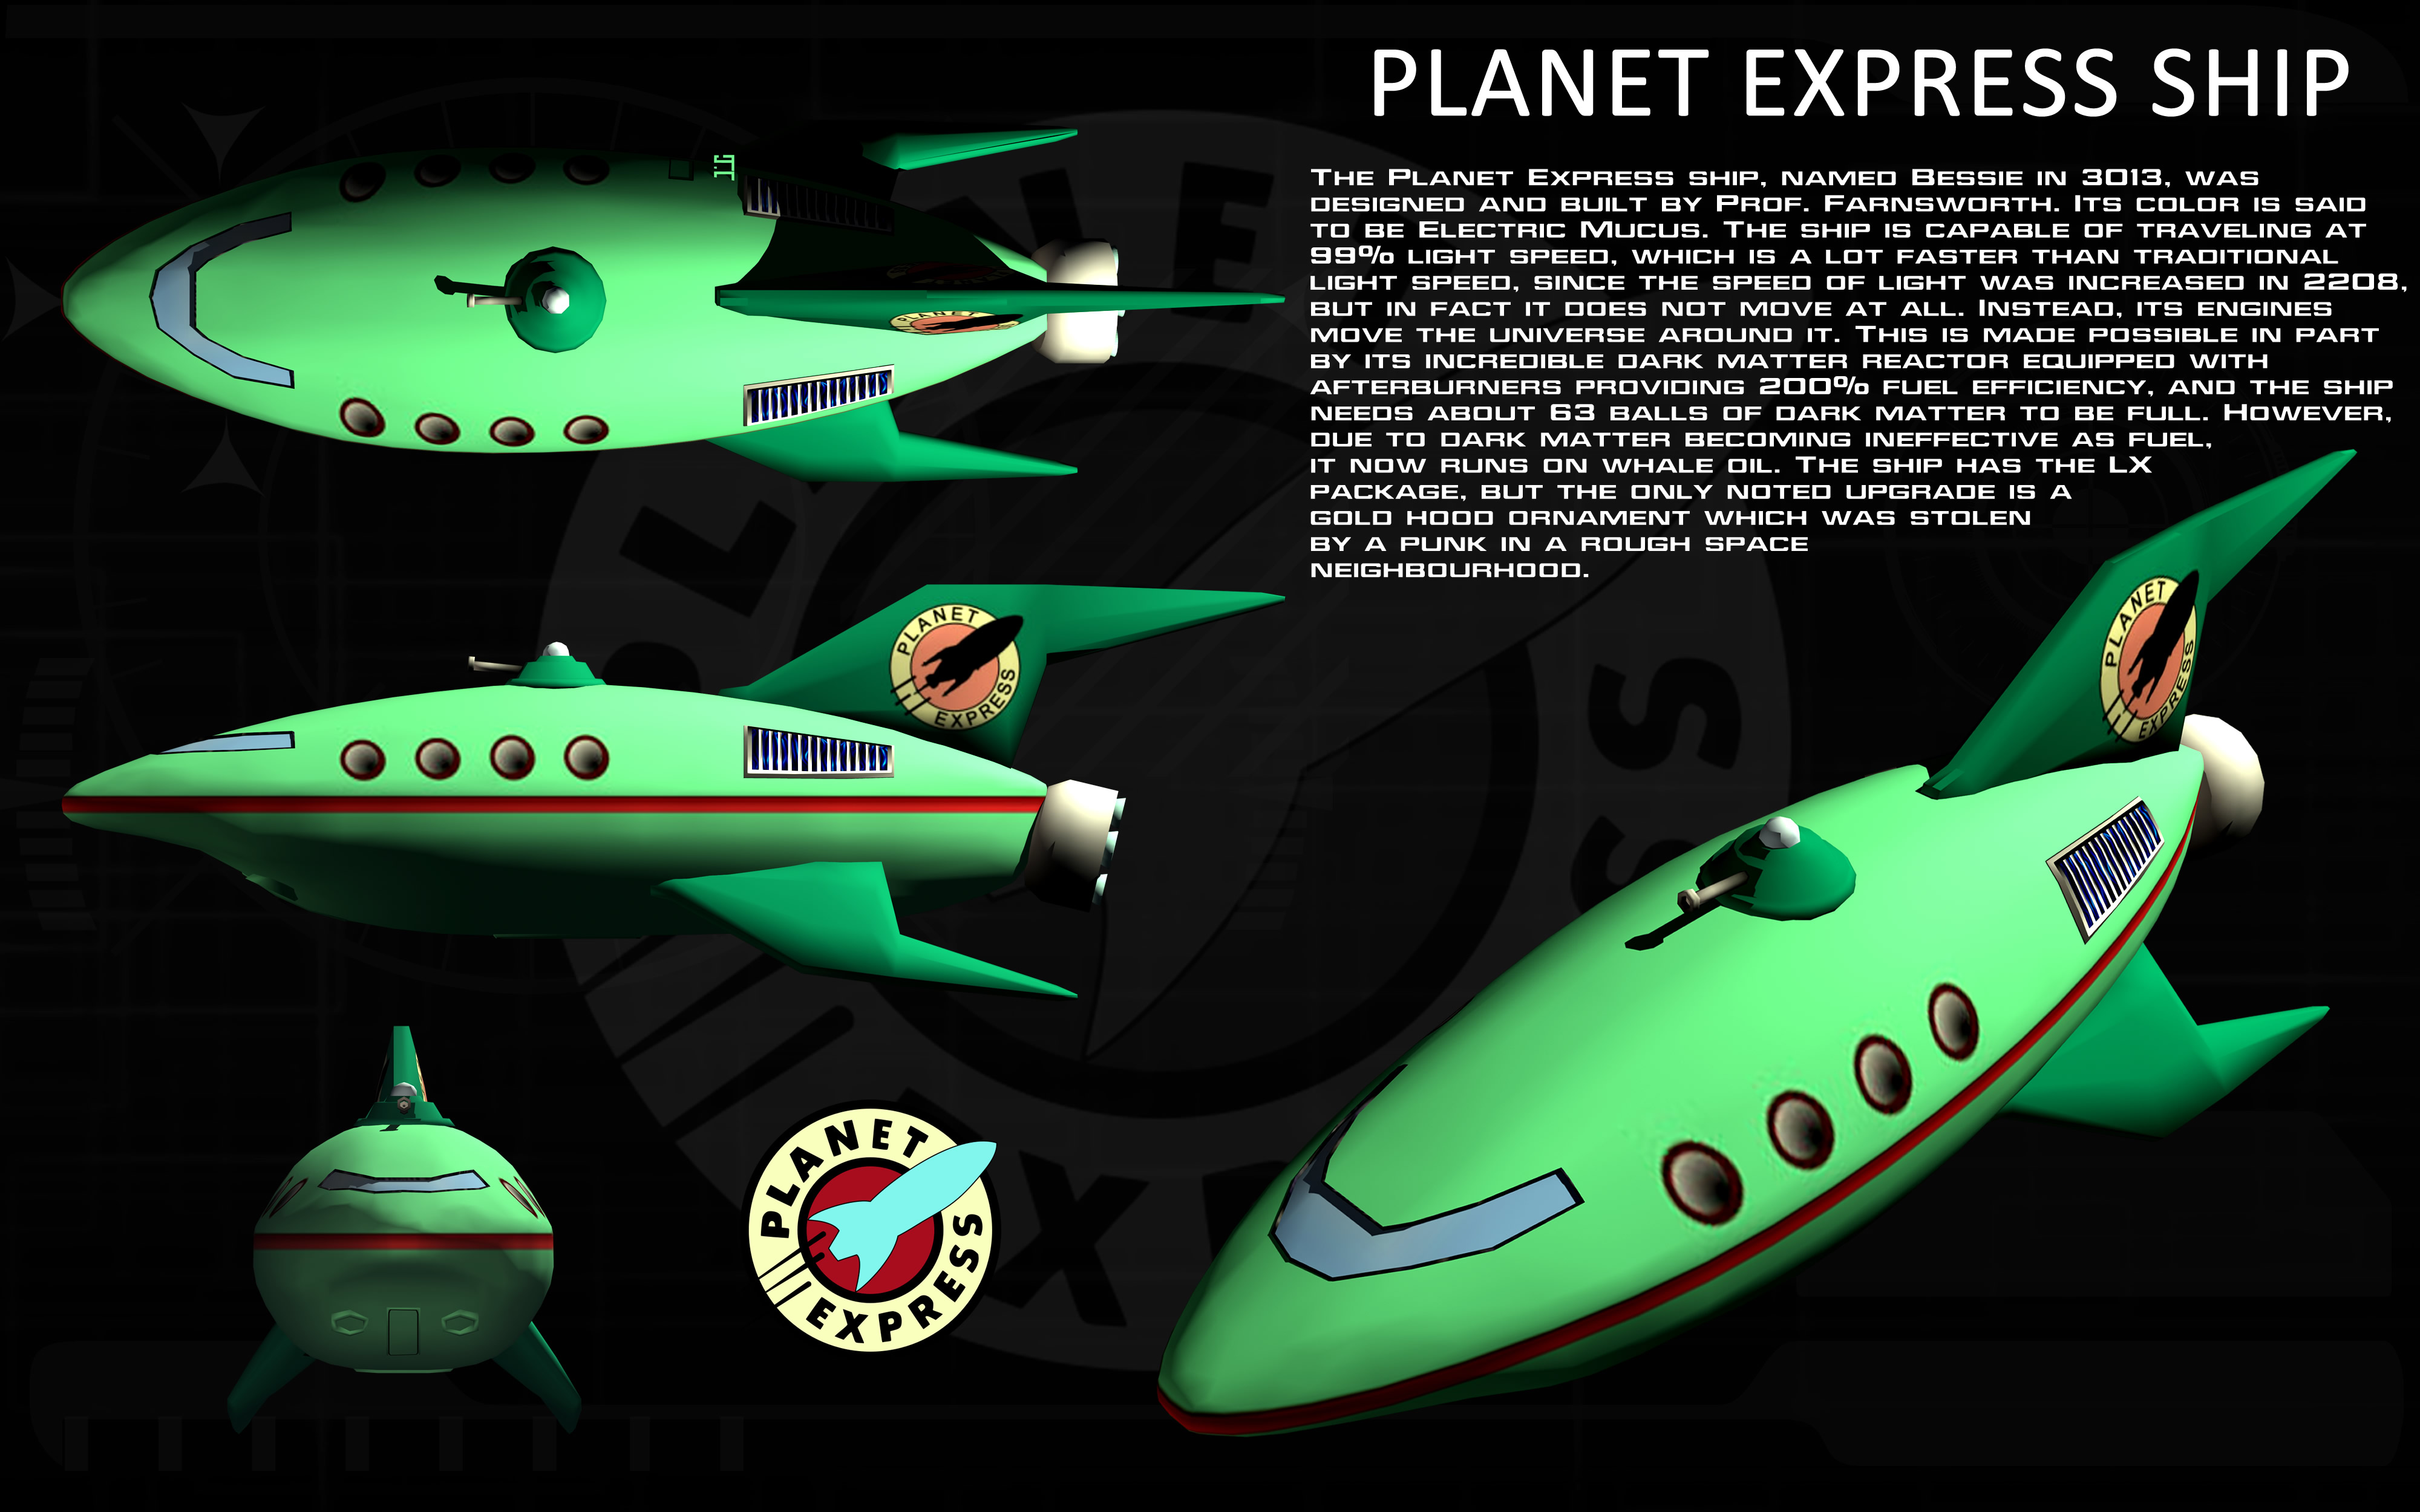 PLANET EXPRESS SHIP
The Planet Express ship, named Bessie in 3013, was
designed and built by Prof. Farnsworth. Its color is said
to be Electric Mucus. The ship is capable of traveling at
99% light speed, which is a lot faster than traditional
light speed, since the speed of light was increased in 2208,
but in fact it does not move at all. Instead, its engines
move the universe around it. This is made possible in part
by its incredible dark matter reactor equipped with
afterburners providing 200% fuel efficiency, and the ship
needs about 63 balls of dark matter to be full. However,
due to dark matter becoming ineffective as fuel,
it now runs on whale oil. The ship has the LX
package, but the only noted upgrade is a
gold hood ornament which was stolen
by a punk in a rough space
neighbourhood.
PLANET
PLANET
EXPRESS
PLANET
EXPRESS
PLANET
EXPRESS